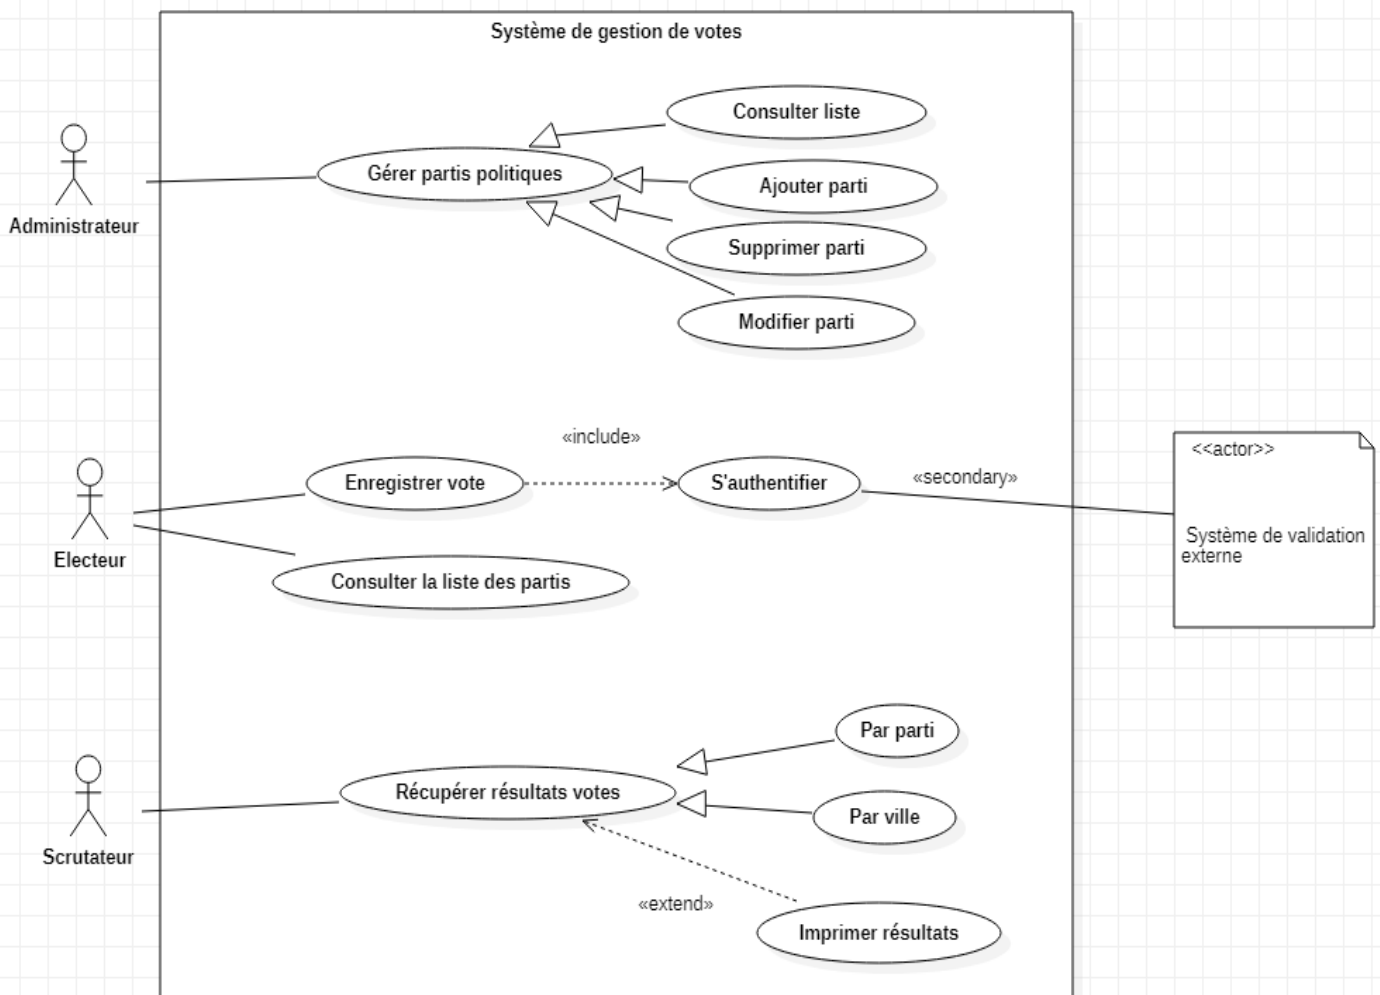 Système de gestion de votes
Consulter liste
Gérer partis politiques
Ajouter parti
Administrateur
Supprimer parti
Modifier parti
«include»
<<actor>>
Enregistrer vote
S'authentifier
«secondary»
Système de validation
externe
Electeur
Consulter la liste des partis
Par parti
Récupérer résultats votes
Par ville
Scrutateur
«extend»
Imprimer résultats